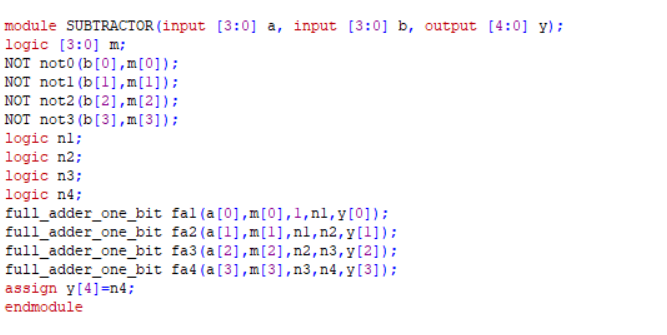 module SUBTRACTOR(input [3:0] a, input [3:0] b, output [4:0] y);
logic [3:0] m;
NOT not0(b[0],m[0]);
NOT not1(b[1],m[1]);
NOT not2(b[2],m[2]);
NOT not3(b[3],m[3]);
logic n1;
logic n2;
logic n3;
logic n4;
full_adder_one_bit fa1(a[0],m[0],1,n1,y[0]);
full_adder_one_bit fa2(a[1],m[1],n1,n2,y[1]);
full_adder_one_bit fa3(a[2],m[2],n2,n3,y[2]);
full_adder_one_bit fa4(a[3],m[3],n3,n4,y[3]);
assign y[4]=n4;
endmodule